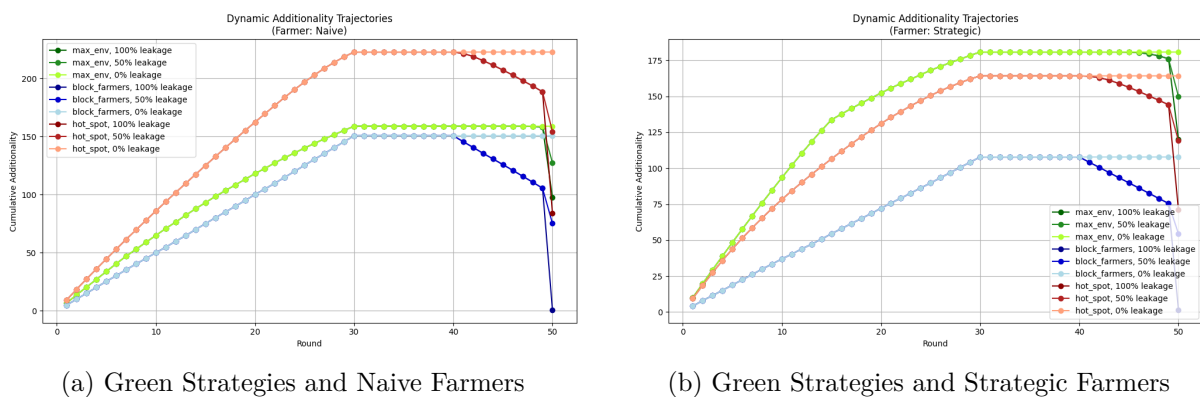 Dynamic Additionality Trajectories
(Farmer: Naive)
Cumulative Additionality
200
150
100
50
0
max_env, 100% leakage
max_env, 50% leakage
max_env, 0% leakage
block_farmers, 100% leakage
block_farmers, 50% leakage
block_farmers, 0% leakage
hot_spot, 100% leakage
hot_spot, 50% leakage
hot_spot, 0% leakage
0 10 20 30 40 50
Round
(a) Green Strategies and Naive Farmers
Dynamic Additionality Trajectories
(Farmer: Strategic)
Cumulative Additionality
175
150
125
100
75
50
25
0
max_env, 100% leakage
max_env, 50% leakage
max_env, 0% leakage
block_farmers, 100% leakage
block_farmers, 50% leakage
block_farmers, 0% leakage
hot_spot, 100% leakage
hot_spot, 50% leakage
hot_spot, 0% leakage
0 10 20 30 40 50
Round
(b) Green Strategies and Strategic Farmers